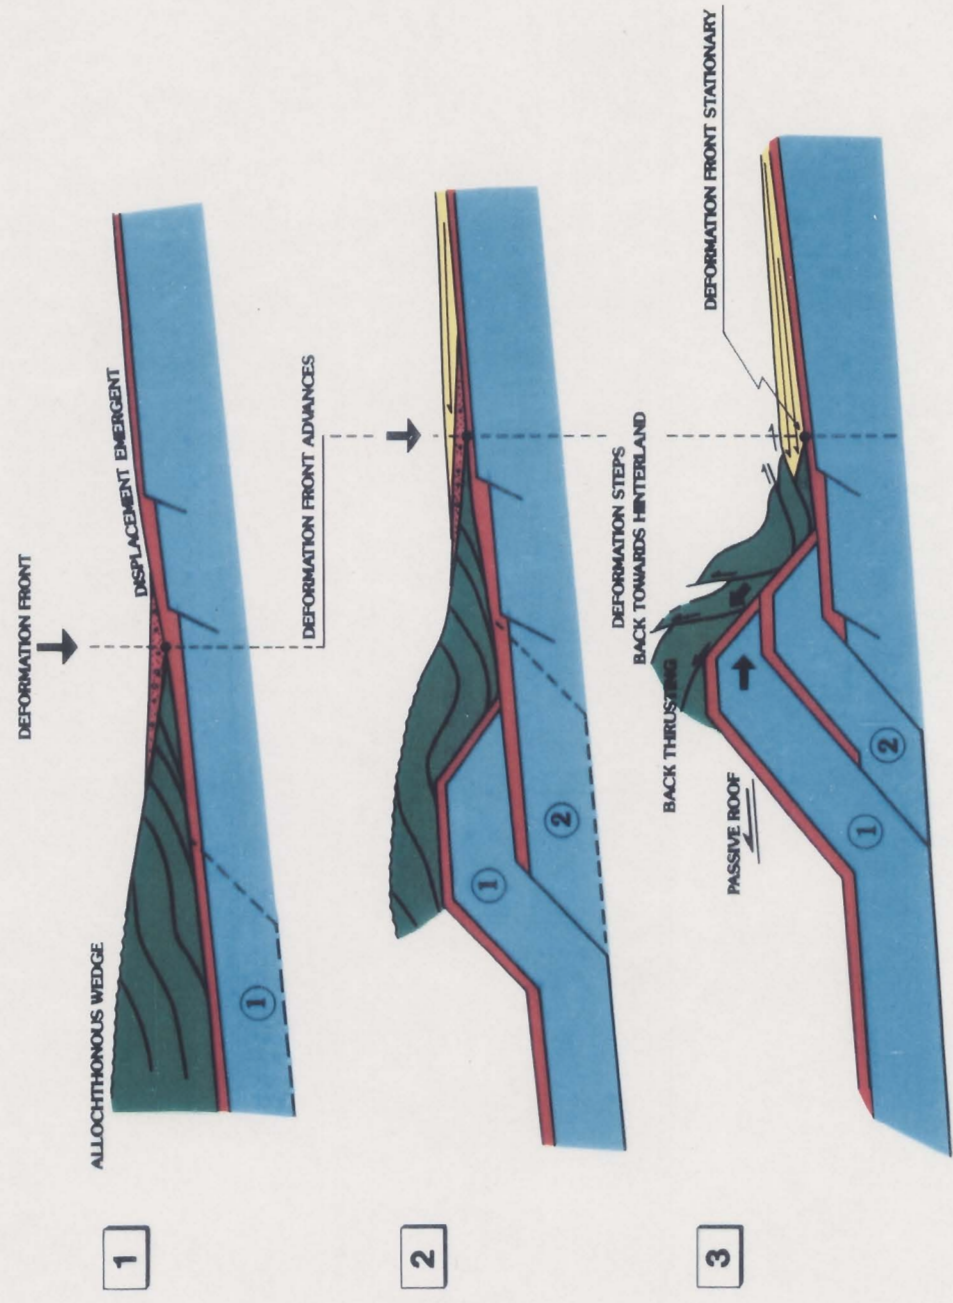 1
ALLOCHTHONOUS WEDGE
DEFORMATION FRONT
DISPLACEMENT EMERGENT
1
2
DEFORMATION FRONT ADVANCES
1
2
3
DEFORMATION STEPS
BACK TOWARDS HINTERLAND
BACK THRUSTING
PASSIVE ROOF
DEFORMATION FRONT STATIONARY
1
2